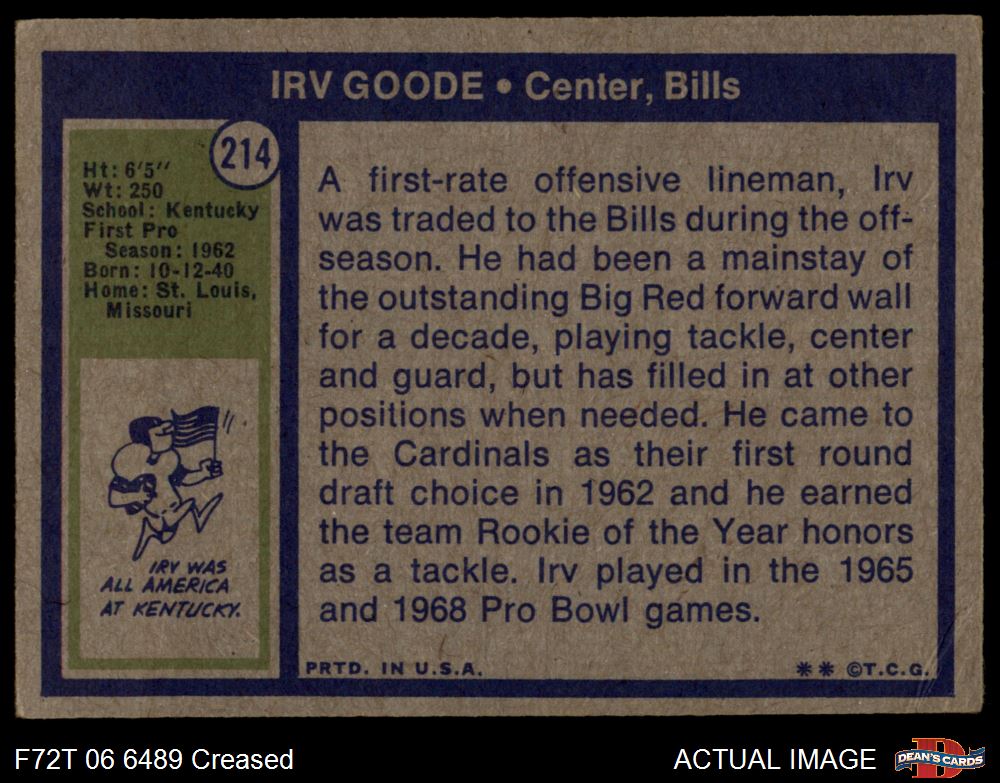 IRV GOODE • Center, Bills
214
Ht: 6'5''
Wt: 250
School: Kentucky
First Pro
Season: 1962
Born: 10-12-40
Home: St. Louis,
Missouri
IRV WAS
ALL AMERICA
AT KENTUCKY.
A first-rate offensive lineman, Irv
was traded to the Bills during the off-
season. He had been a mainstay of
the outstanding Big Red forward wall
for a decade, playing tackle, center
and guard, but has filled in at other
positions when needed. He came to
the Cardinals as their first round
draft choice in 1962 and he earned
the team Rookie of the Year honors
as a tackle. Irv played in the 1965
and 1968 Pro Bowl games.
PRTD. IN U.S.A.
** ©T.C.G.
F72T 06 6489 Creased
ACTUAL IMAGE
D
DEAN'S CARDS